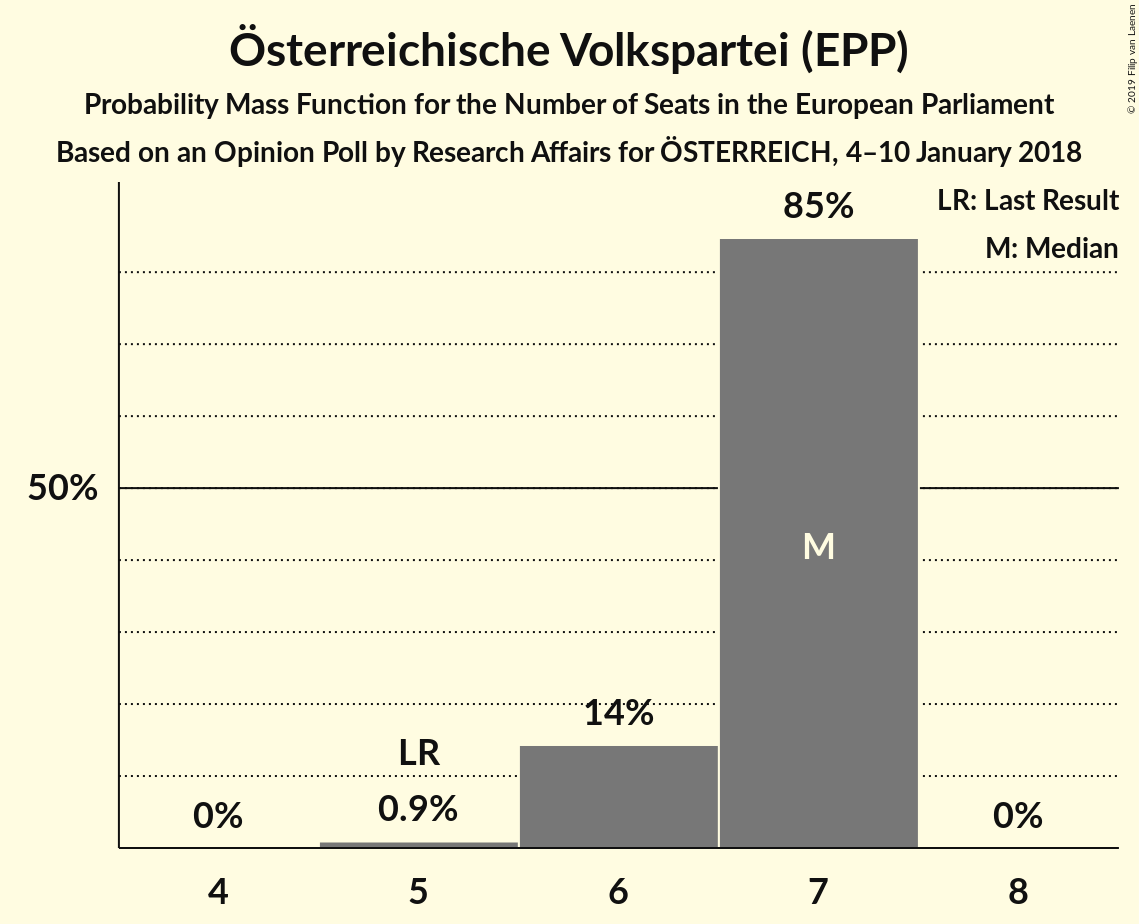 Österreichische Volkspartei (EPP)
Probability Mass Function for the Number of Seats in the European Parliament
Based on an Opinion Poll by Research Affairs for ÖSTERREICH, 4–10 January 2018
© 2019 Filip van Laenen
LR: Last Result
M: Median
85%
50%
M
14%
LR
0%
0.9%
0%
4
5
6
7
8